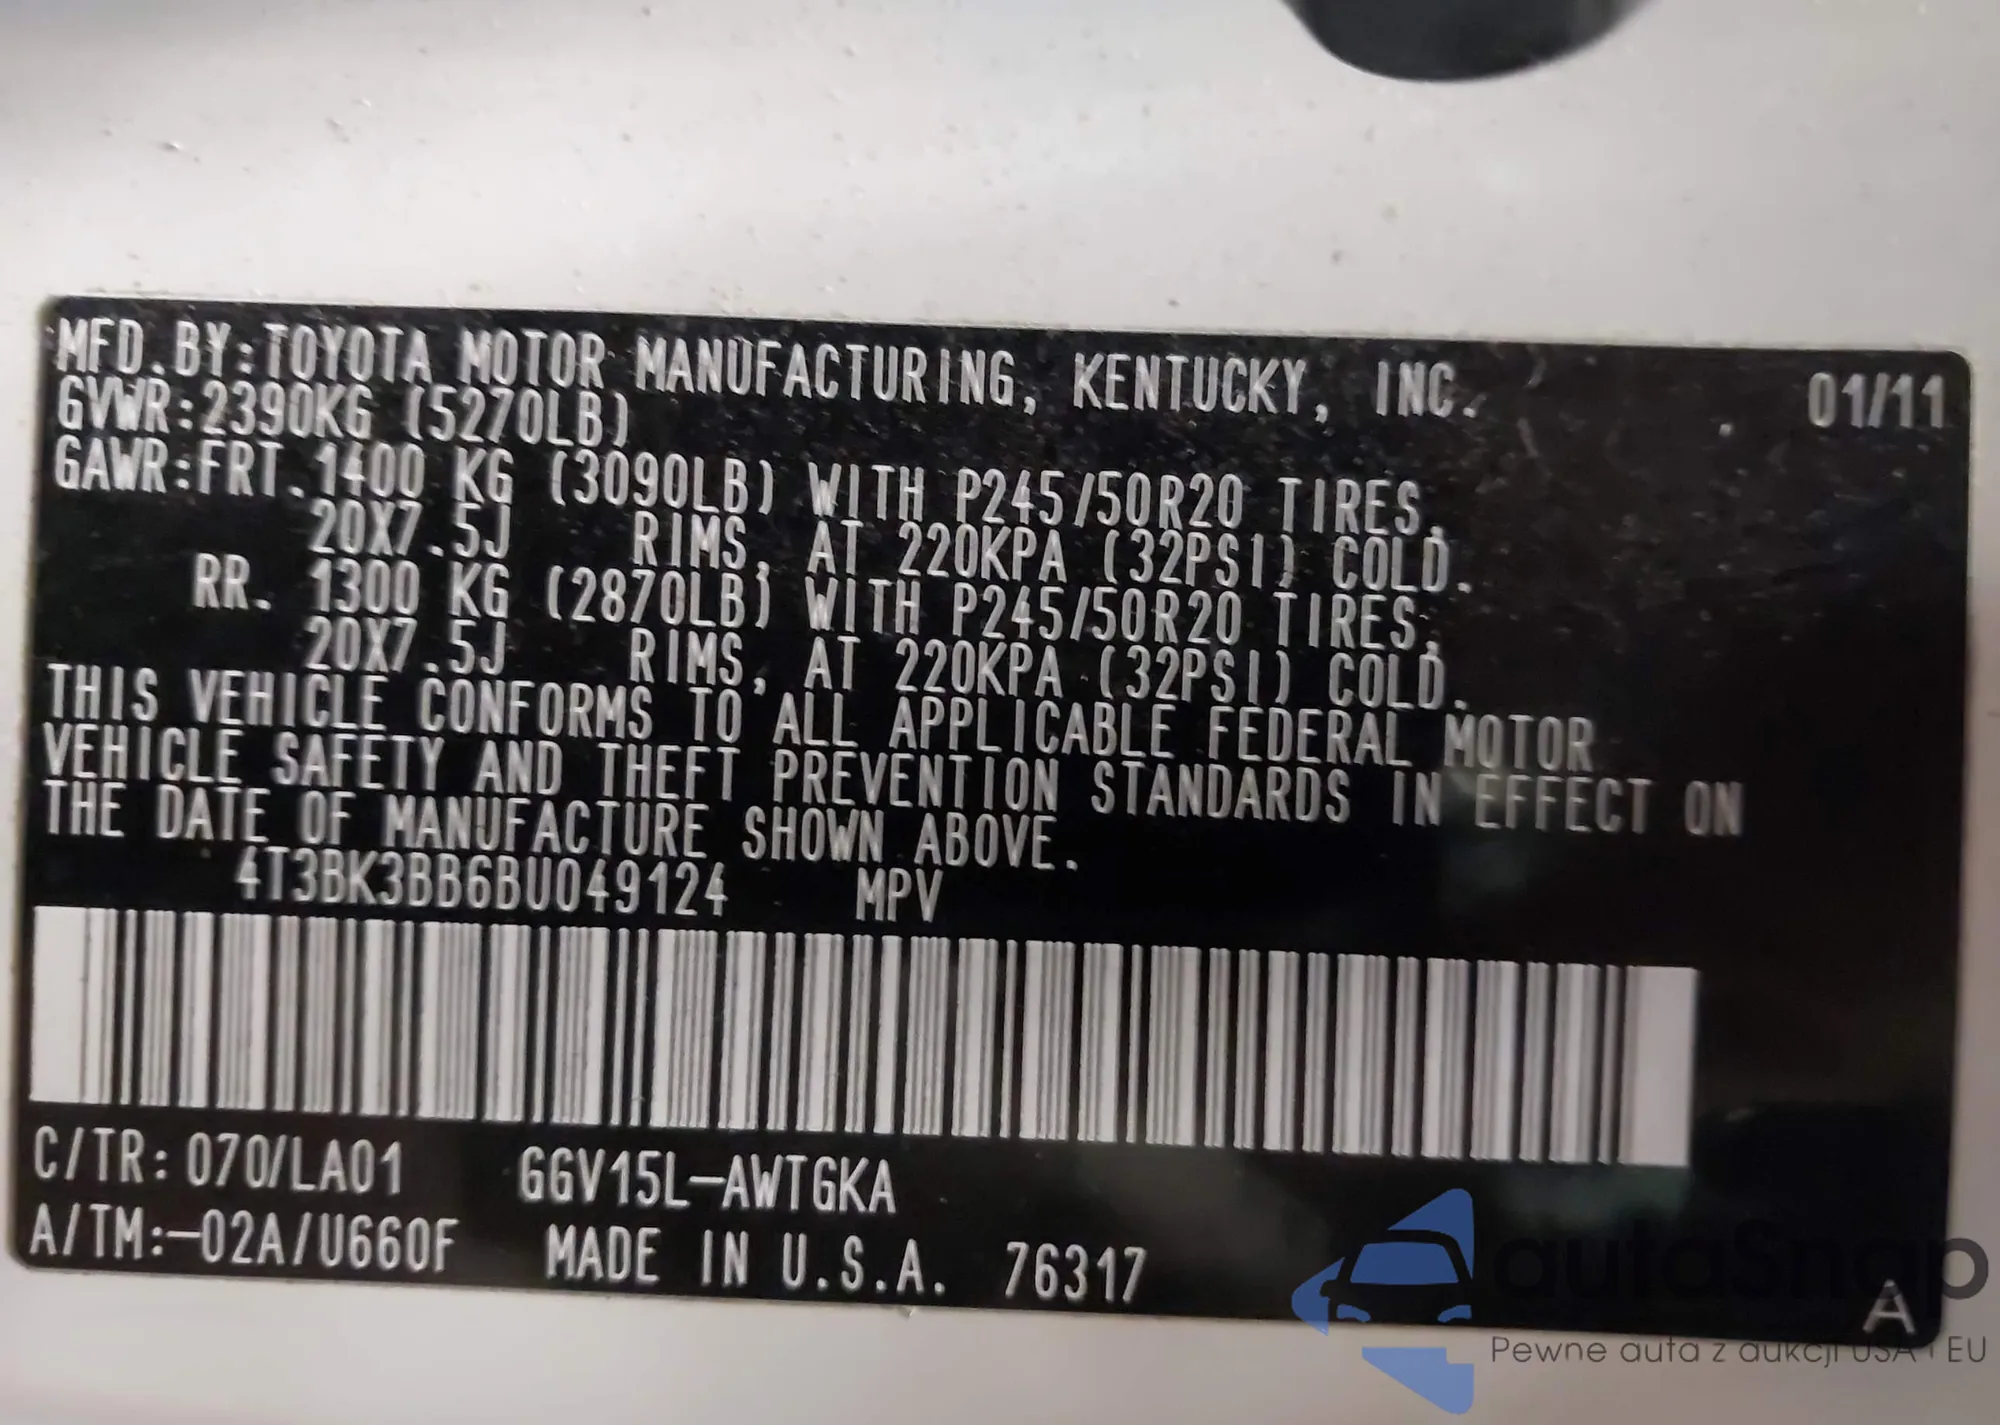 MFD.BY:TOYOTA MOTOR MANUFACTURING, KENTUCKY, INC. 01/11
GVWR:2390KG (5270LB)
GAWR:FRT.1400 KG (3090LB) WITH P245/50R20 TIRES,
20X7.5J RIMS, AT 220KPA (32PSI) COLD.
RR. 1300 KG (2870LB) WITH P245/50R20 TIRES,
20X7.5J RIMS, AT 220KPA (32PSI) COLD.
THIS VEHICLE CONFORMS TO ALL APPLICABLE FEDERAL MOTOR
VEHICLE SAFETY AND THEFT PREVENTION STANDARDS IN EFFECT ON
THE DATE OF MANUFACTURE SHOWN ABOVE.
4T3BK3BB6BU049124 MPV
C/TR:070/LA01 GGV15L-AWTGKA
A/TM:-02A/U660F MADE IN U.S.A. 76317
A
autoSnap
Pewne auta z aukcji USA i EU